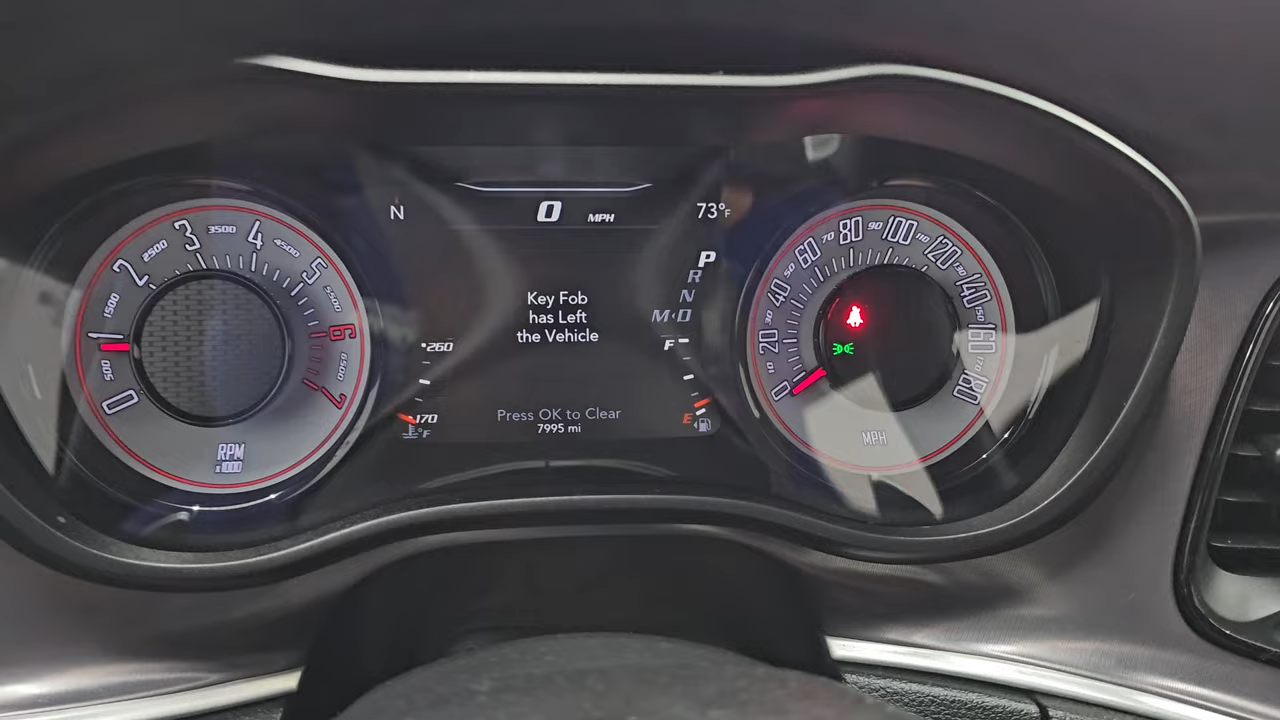 N
0 MPH
73°F
Key Fob
has Left
the Vehicle
Press OK to Clear
7995 mi
P
R
N
M◂D
260
170
°F
F
E
0
500
1
1500
2
2500
3
3500
4
4500
5
5500
6
6500
7
RPM
x1000
0
10
20
30
40
50
60
70
80
90
100
110
120
130
140
150
160
170
180
MPH